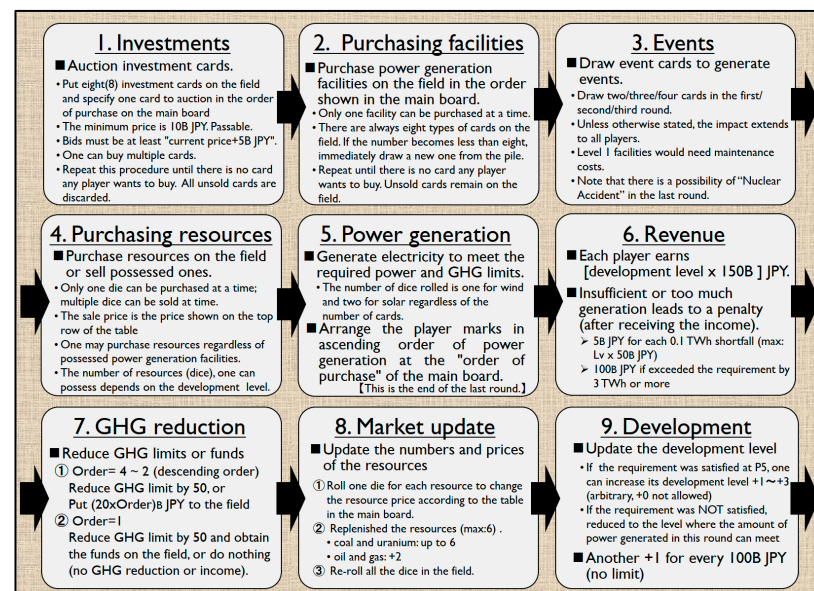 1. Investments
■ Auction investment cards.
• Put eight(8) investment cards on the field
and specify one card to auction in the order
of purchase on the main board
• The minimum price is 10B JPY. Passable.
• Bids must be at least "current price+5B JPY".
• One can buy multiple cards.
• Repeat this procedure until there is no card
any player wants to buy. All unsold cards are
discarded.
2. Purchasing facilities
■ Purchase power generation
facilities on the field in the order
shown in the main board.
• Only one facility can be purchased at a time.
• There are always eight types of cards on the
field. If the number becomes less than eight,
immediately draw a new one from the pile.
• Repeat until there is no card any player
wants to buy. Unsold cards remain on the
field.
3. Events
■ Draw event cards to generate
events.
• Draw two/three/four cards in the first/
second/third round.
• Unless otherwise stated, the impact extends
to all players.
• Level 1 facilities would need maintenance
costs.
• Note that there is a possibility of “Nuclear
Accident” in the last round.
4. Purchasing resources
■ Purchase resources on the field
or sell possessed ones.
• Only one die can be purchased at a time;
multiple dice can be sold at time.
• The sale price is the price shown on the top
row of the table
• One may purchase resources regardless of
possessed power generation facilities.
• The number of resources (dice), one can
possess depends on the development level.
5. Power generation
■ Generate electricity to meet the
required power and GHG limits.
• The number of dice rolled is one for wind
and two for solar regardless of the
number of cards.
■ Arrange the player marks in
ascending order of power
generation at the "order of
purchase" of the main board.
【This is the end of the last round.】
6. Revenue
■ Each player earns
[development level x 150B ] JPY.
■ Insufficient or too much
generation leads to a penalty
(after receiving the income).
➢ 5B JPY for each 0.1 TWh shortfall (max:
Lv x 50B JPY)
➢ 100B JPY if exceeded the requirement by
3 TWh or more
7. GHG reduction
■ Reduce GHG limits or funds
① Order= 4 ~ 2 (descending order)
Reduce GHG limit by 50, or
Put (20xOrder)B JPY to the field
② Order=1
Reduce GHG limit by 50 and obtain
the funds on the field, or do nothing
(no GHG reduction or income).
8. Market update
■ Update the numbers and prices
of the resources
① Roll one die for each resource to change
the resource price according to the table
in the main board.
② Replenished the resources (max:6) .
• coal and uranium: up to 6
• oil and gas: +2
③ Re-roll all the dice in the field.
9. Development
■ Update the development level
• If the requirement was satisfied at P5, one
can increase its development level +1～+3
(arbitrary, +0 not allowed)
• If the requirement was NOT satisfied,
reduced to the level where the amount of
power generated in this round can meet
■ Another +1 for every 100B JPY
(no limit)